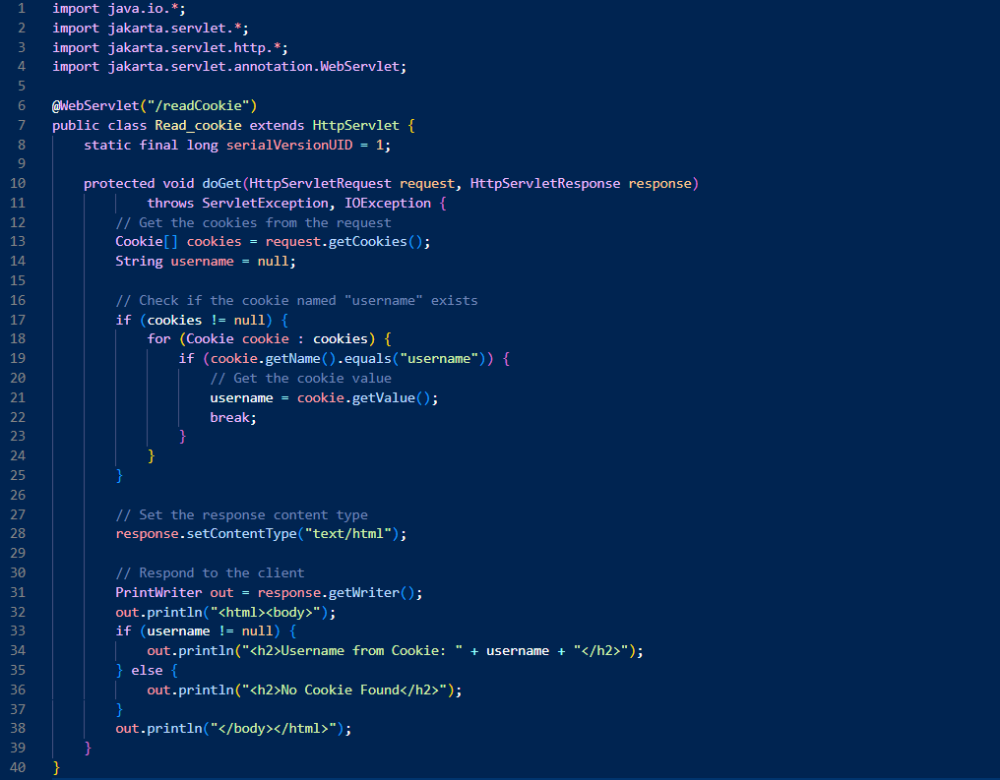 1 import java.io.*;
2 import jakarta.servlet.*;
3 import jakarta.servlet.http.*;
4 import jakarta.servlet.annotation.WebServlet;
5
6 @WebServlet("/readCookie")
7 public class Read_cookie extends HttpServlet {
8     static final long serialVersionUID = 1;
9
10     protected void doGet(HttpServletRequest request, HttpServletResponse response)
11             throws ServletException, IOException {
12         // Get the cookies from the request
13         Cookie[] cookies = request.getCookies();
14         String username = null;
15
16         // Check if the cookie named "username" exists
17         if (cookies != null) {
18             for (Cookie cookie : cookies) {
19                 if (cookie.getName().equals("username")) {
20                     // Get the cookie value
21                     username = cookie.getValue();
22                     break;
23                 }
24             }
25         }
26
27         // Set the response content type
28         response.setContentType("text/html");
29
30         // Respond to the client
31         PrintWriter out = response.getWriter();
32         out.println("<html><body>");
33         if (username != null) {
34             out.println("<h2>Username from Cookie: " + username + "</h2>");
35         } else {
36             out.println("<h2>No Cookie Found</h2>");
37         }
38         out.println("</body></html>");
39     }
40 }